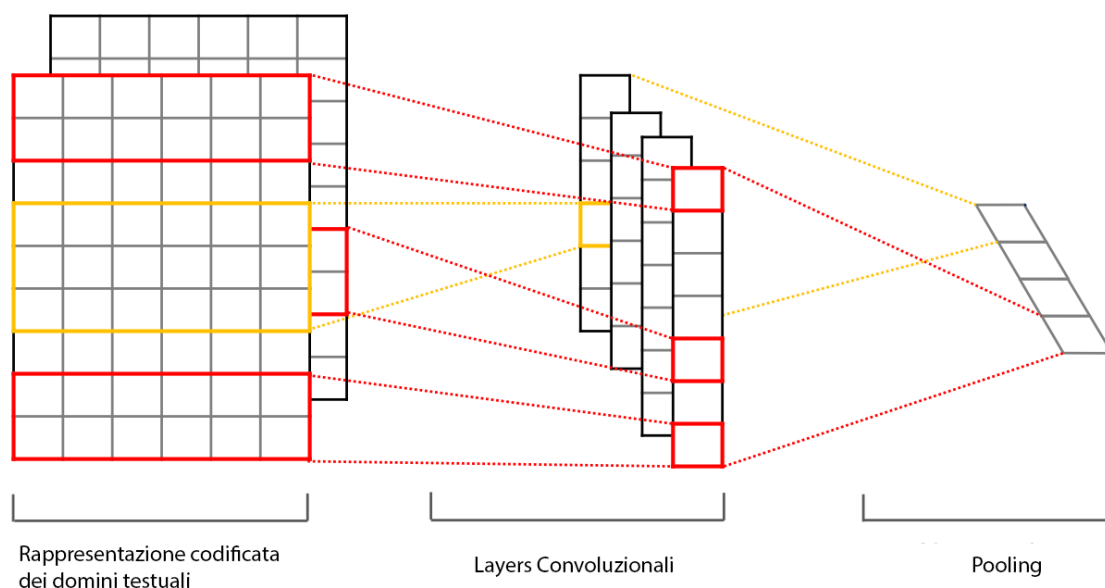 Rappresentazione codificata
dei domini testuali
Layers Convoluzionali
Pooling